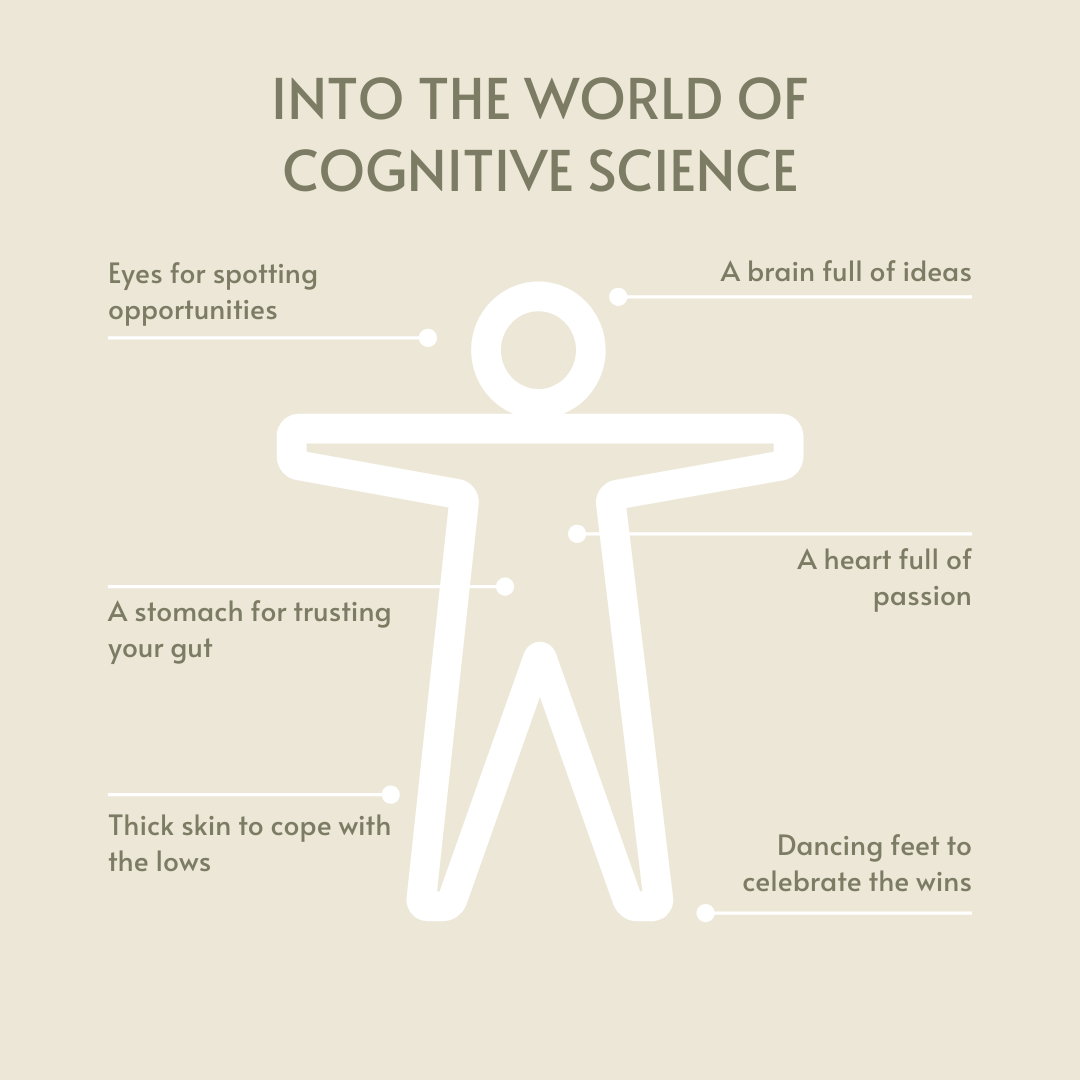 INTO THE WORLD OF
COGNITIVE SCIENCE
Eyes for spotting
opportunities
A brain full of ideas
A heart full of
passion
A stomach for trusting
your gut
Thick skin to cope with
the lows
Dancing feet to
celebrate the wins